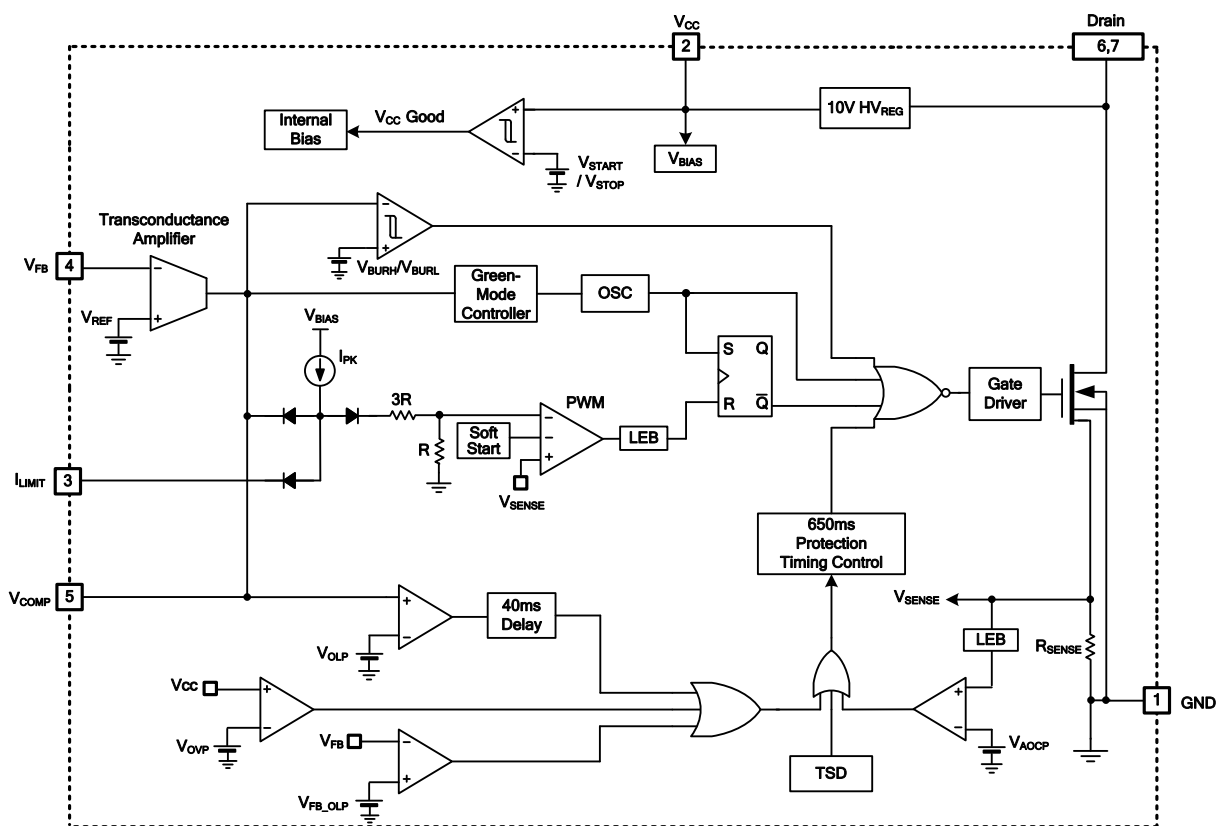 VCC
Drain
2
6,7
VCC Good
Internal
Bias
+
−
10V HVREG
VBIAS
VSTART
/ VSTOP
Transconductance
Amplifier
−
+
VBURH/VBURL
VFB
4
−
+
VREF
Green-
Mode
Controller
OSC
VBIAS
IPK
S
Q
R
Q̅
3R
R
Soft
Start
PWM
−
−
+
LEB
VSENSE
Gate
Driver
ILIMIT
3
650ms
Protection
Timing Control
VCOMP
5
+
−
VOLP
40ms
Delay
VSENSE
LEB
RSENSE
Vcc
+
−
VOVP
VFB
−
+
VFB_OLP
TSD
+
−
VAOCP
1
GND